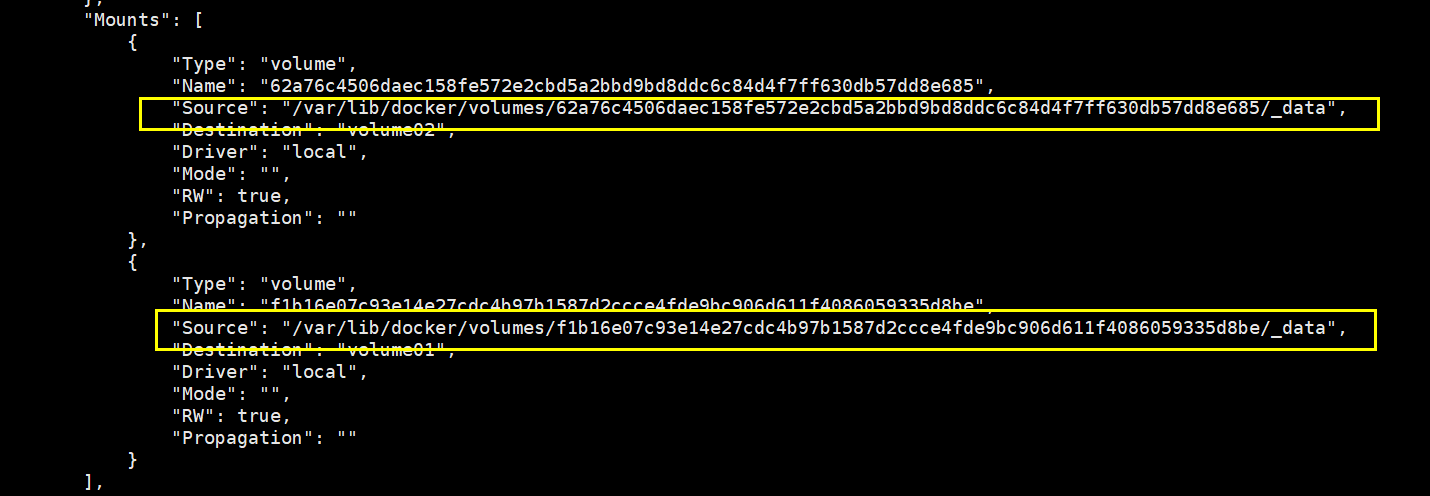 },
"Mounts": [
{
"Type": "volume",
"Name": "62a76c4506daec158fe572e2cbd5a2bbd9bd8ddc6c84d4f7ff630db57dd8e685",
"Source": "/var/lib/docker/volumes/62a76c4506daec158fe572e2cbd5a2bbd9bd8ddc6c84d4f7ff630db57dd8e685/_data",
"Destination": "volume02",
"Driver": "local",
"Mode": "",
"RW": true,
"Propagation": ""
},
{
"Type": "volume",
"Name": "f1b16e07c93e14e27cdc4b97b1587d2ccce4fde9bc906d611f4086059335d8be",
"Source": "/var/lib/docker/volumes/f1b16e07c93e14e27cdc4b97b1587d2ccce4fde9bc906d611f4086059335d8be/_data",
"Destination": "volume01",
"Driver": "local",
"Mode": "",
"RW": true,
"Propagation": ""
}
],